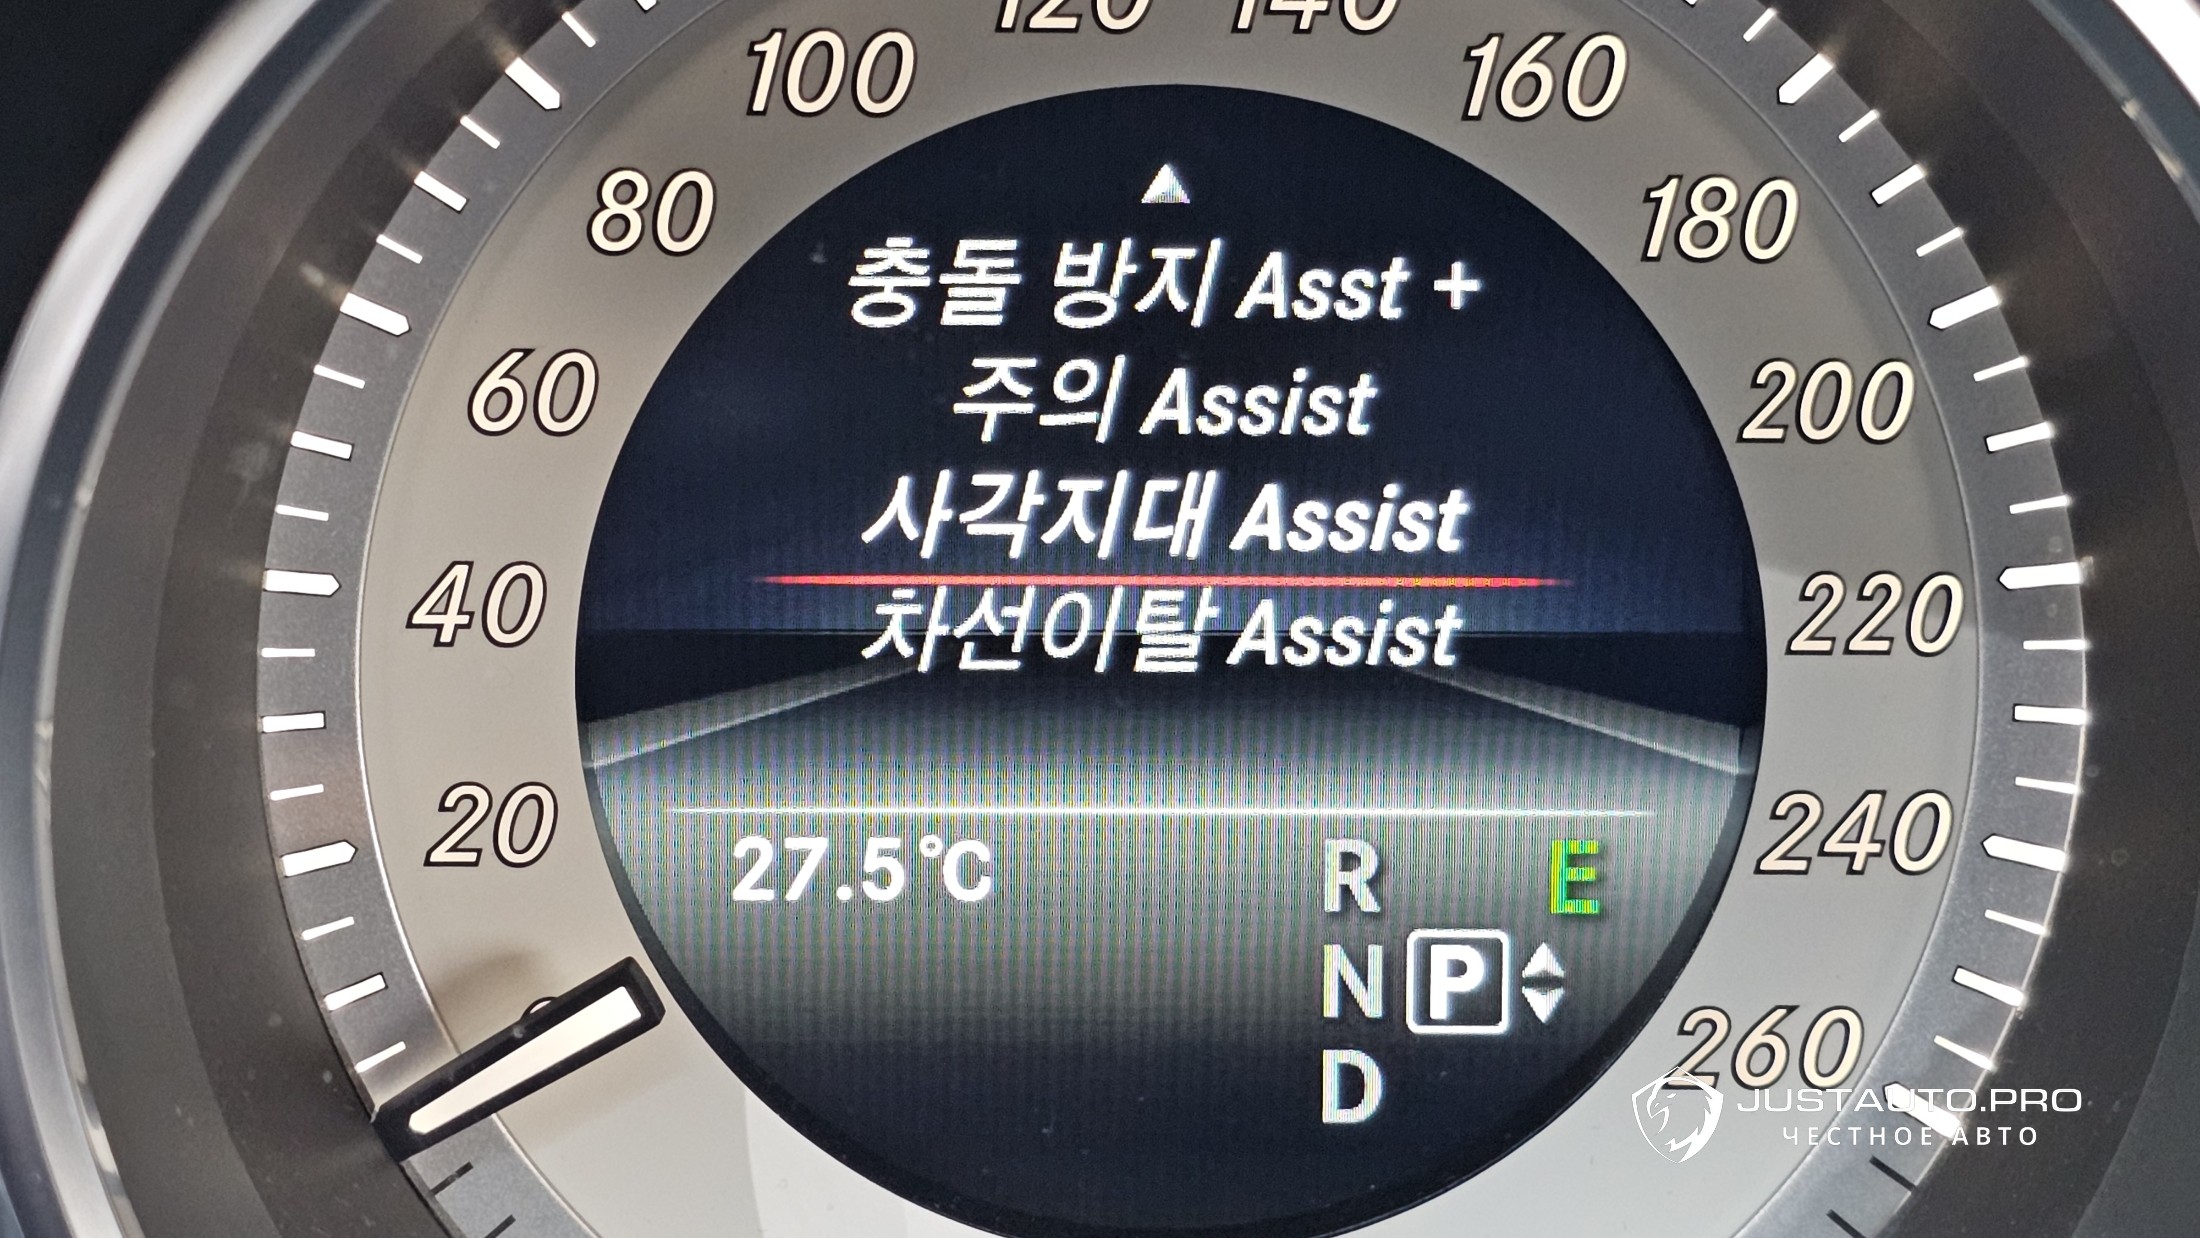 120 140
100 160
80 180
60 200
40 220
20 240
260
충돌 방지 Asst +
주의 Assist
사각지대 Assist
차선이탈 Assist
27.5°C
R E
N P
D
JUSTAUTO.PRO
ЧЕСТНОЕ АВТО